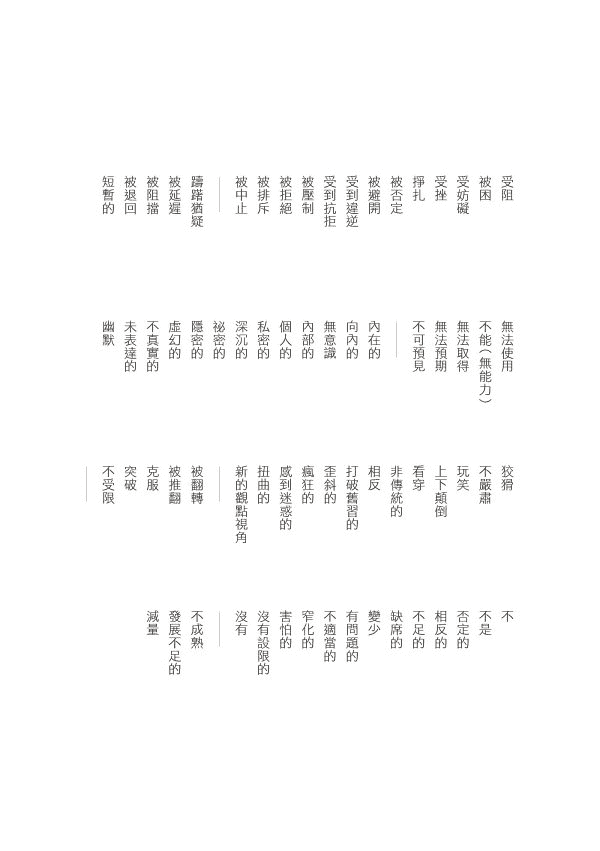 受阻
被困
受妨礙
受挫
掙扎
被否定
被避開
受到違逆
受到抗拒
被壓制
被拒絕
被排斥
被中止
躊躇猶疑
被延遲
被阻擋
被退回
短暫的
無法使用
不能（無能力）
無法取得
無法預期
不可預見
內在的
向內的
無意識
內部的
個人的
私密的
深沉的
祕密的
隱密的
虛幻的
不真實的
未表達的
幽默
狡猾
不嚴肅
玩笑
上下顛倒
看穿
非傳統的
相反
打破舊習的
歪斜的
瘋狂的
感到迷惑的
扭曲的
新的觀點視角
被翻轉
被推翻
克服
突破
不受限
不
不是
否定的
相反的
不足的
缺席的
變少
有問題的
不適當的
窄化的
害怕的
沒有設限的
沒有
不成熟
發展不足的
減量